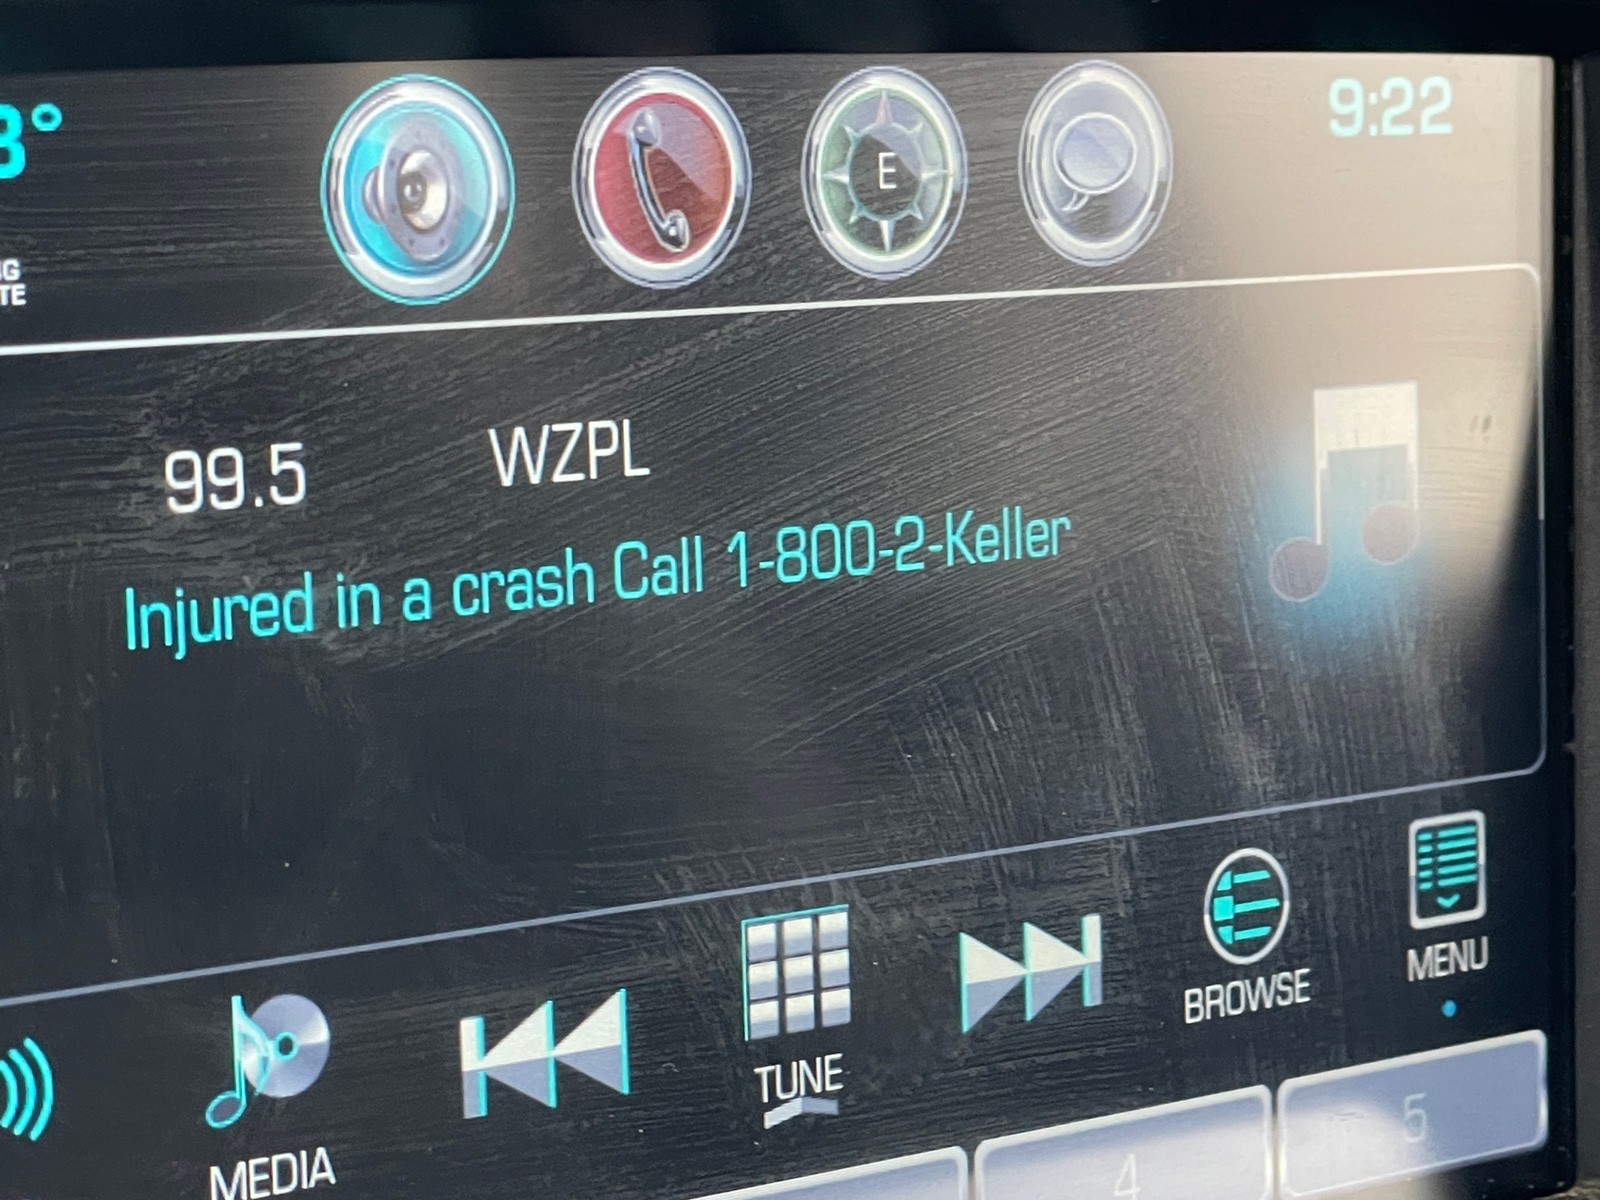 3°
9:22
E
99.5 WZPL
Injured in a crash Call 1-800-2-Keller
BROWSE
MENU
TUNE
MEDIA
4
5